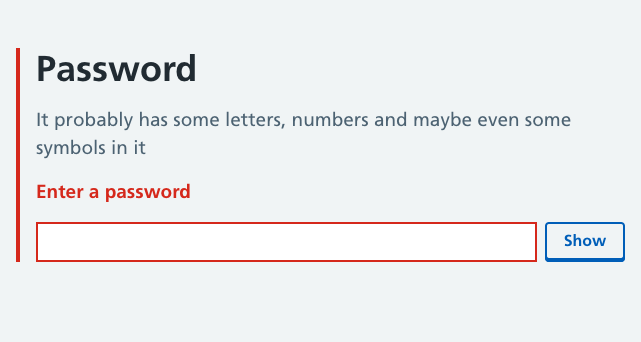 Password
It probably has some letters, numbers and maybe even some
symbols in it
Enter a password
Show